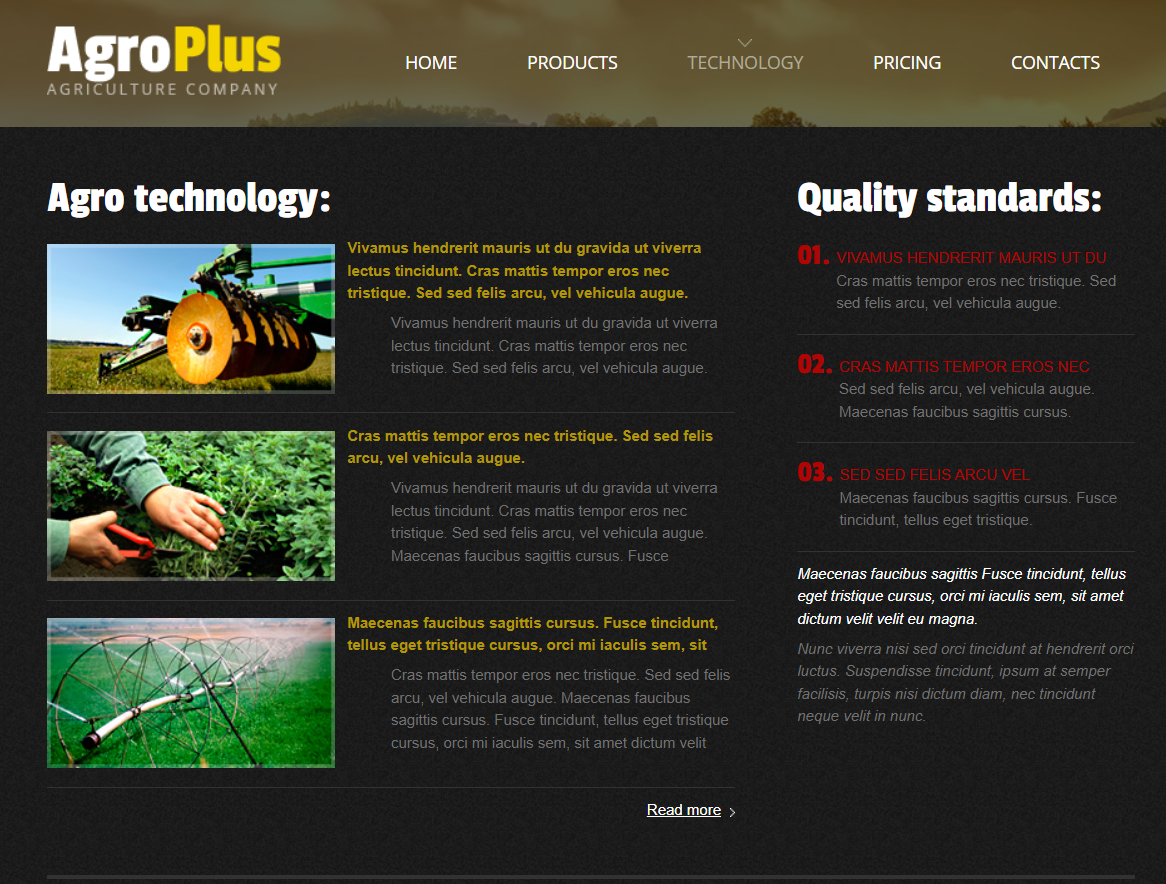 AgroPlus
AGRICULTURE COMPANY
HOME
PRODUCTS
TECHNOLOGY
PRICING
CONTACTS
Agro technology:
Vivamus hendrerit mauris ut du gravida ut viverra
lectus tincidunt. Cras mattis tempor eros nec
tristique. Sed sed felis arcu, vel vehicula augue.
Vivamus hendrerit mauris ut du gravida ut viverra
lectus tincidunt. Cras mattis tempor eros nec
tristique. Sed sed felis arcu, vel vehicula augue.
Cras mattis tempor eros nec tristique. Sed sed felis
arcu, vel vehicula augue.
Vivamus hendrerit mauris ut du gravida ut viverra
lectus tincidunt. Cras mattis tempor eros nec
tristique. Sed sed felis arcu, vel vehicula augue.
Maecenas faucibus sagittis cursus. Fusce
Maecenas faucibus sagittis cursus. Fusce tincidunt,
tellus eget tristique cursus, orci mi iaculis sem, sit
Cras mattis tempor eros nec tristique. Sed sed felis
arcu, vel vehicula augue. Maecenas faucibus
sagittis cursus. Fusce tincidunt, tellus eget tristique
cursus, orci mi iaculis sem, sit amet dictum velit
Read more
Quality standards:
01. VIVAMUS HENDRERIT MAURIS UT DU
Cras mattis tempor eros nec tristique. Sed
sed felis arcu, vel vehicula augue.
02. CRAS MATTIS TEMPOR EROS NEC
Sed sed felis arcu, vel vehicula augue.
Maecenas faucibus sagittis cursus.
03. SED SED FELIS ARCU VEL
Maecenas faucibus sagittis cursus. Fusce
tincidunt, tellus eget tristique.
Maecenas faucibus sagittis Fusce tincidunt, tellus
eget tristique cursus, orci mi iaculis sem, sit amet
dictum velit velit eu magna.
Nunc viverra nisi sed orci tincidunt at hendrerit orci
luctus. Suspendisse tincidunt, ipsum at semper
facilisis, turpis nisi dictum diam, nec tincidunt
neque velit in nunc.